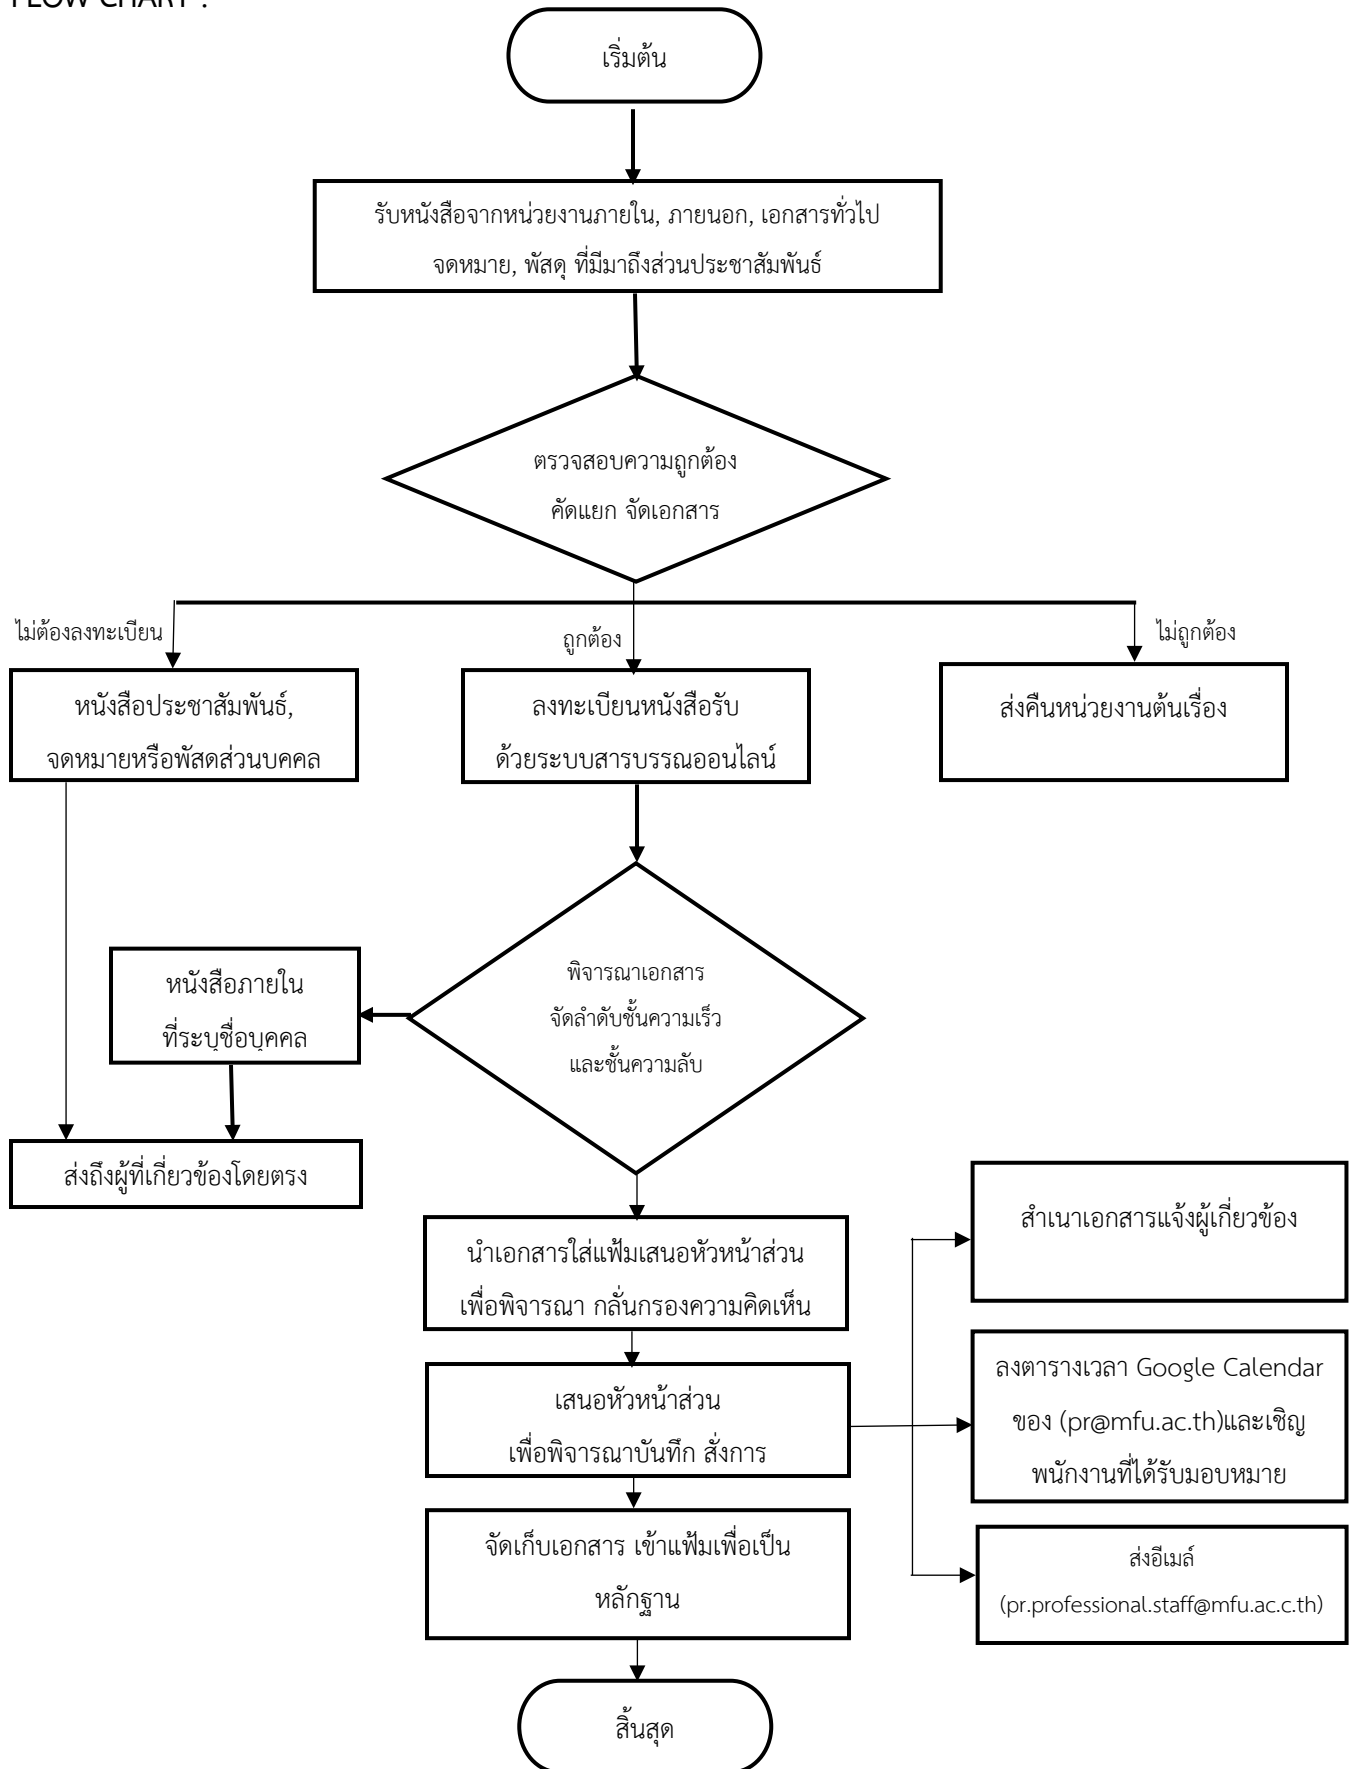 FLOW CHART :
เริ่มต้น
รับหนังสือจากหน่วยงานภายใน, ภายนอก, เอกสารทั่วไป
จดหมาย, พัสดุ ที่มีมาถึงส่วนประชาสัมพันธ์
ตรวจสอบความถูกต้อง
คัดแยก จัดเอกสาร
ไม่ต้องลงทะเบียน
ถูกต้อง
ไม่ถูกต้อง
หนังสือประชาสัมพันธ์,
จดหมายหรือพัสดุส่วนบุคคล
ลงทะเบียนหนังสือรับ
ด้วยระบบสารบรรณออนไลน์
ส่งคืนหน่วยงานต้นเรื่อง
พิจารณาเอกสาร
จัดลำดับชั้นความเร็ว
และชั้นความลับ
หนังสือภายใน
ที่ระบุชื่อบุคคล
ส่งถึงผู้ที่เกี่ยวข้องโดยตรง
นำเอกสารใส่แฟ้มเสนอหัวหน้าส่วน
เพื่อพิจารณา กลั่นกรองความคิดเห็น
เสนอหัวหน้าส่วน
เพื่อพิจารณาบันทึก สั่งการ
สำเนาเอกสารแจ้งผู้เกี่ยวข้อง
ลงตารางเวลา Google Calendar
ของ (pr@mfu.ac.th)และเชิญ
พนักงานที่ได้รับมอบหมาย
ส่งอีเมล์
(pr.professional.staff@mfu.ac.c.th)
จัดเก็บเอกสาร เข้าแฟ้มเพื่อเป็น
หลักฐาน
สิ้นสุด